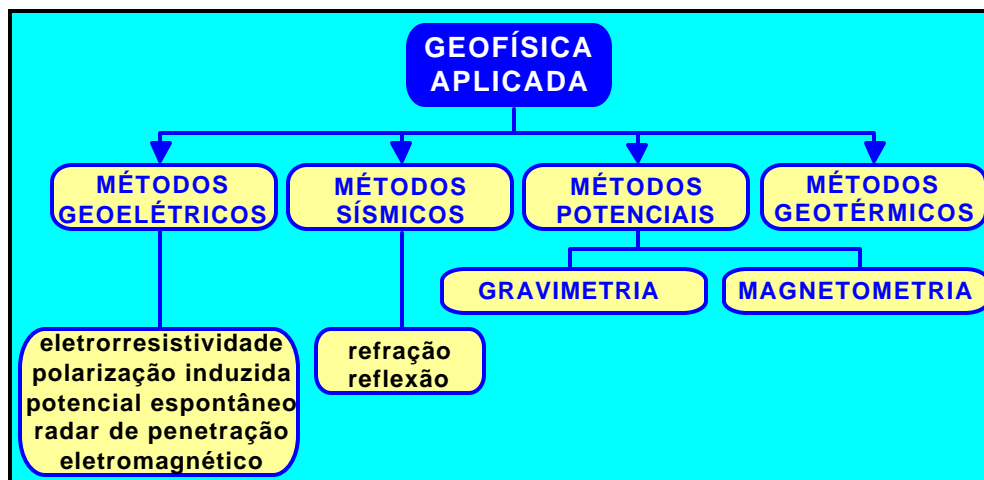 GEOFÍSICA
APLICADA
MÉTODOS
GEOELÉTRICOS
MÉTODOS
SÍSMICOS
MÉTODOS
POTENCIAIS
MÉTODOS
GEOTÉRMICOS
GRAVIMETRIA
MAGNETOMETRIA
eletrorresistividade
polarização induzida
potencial espontâneo
radar de penetração
eletromagnético
refração
reflexão